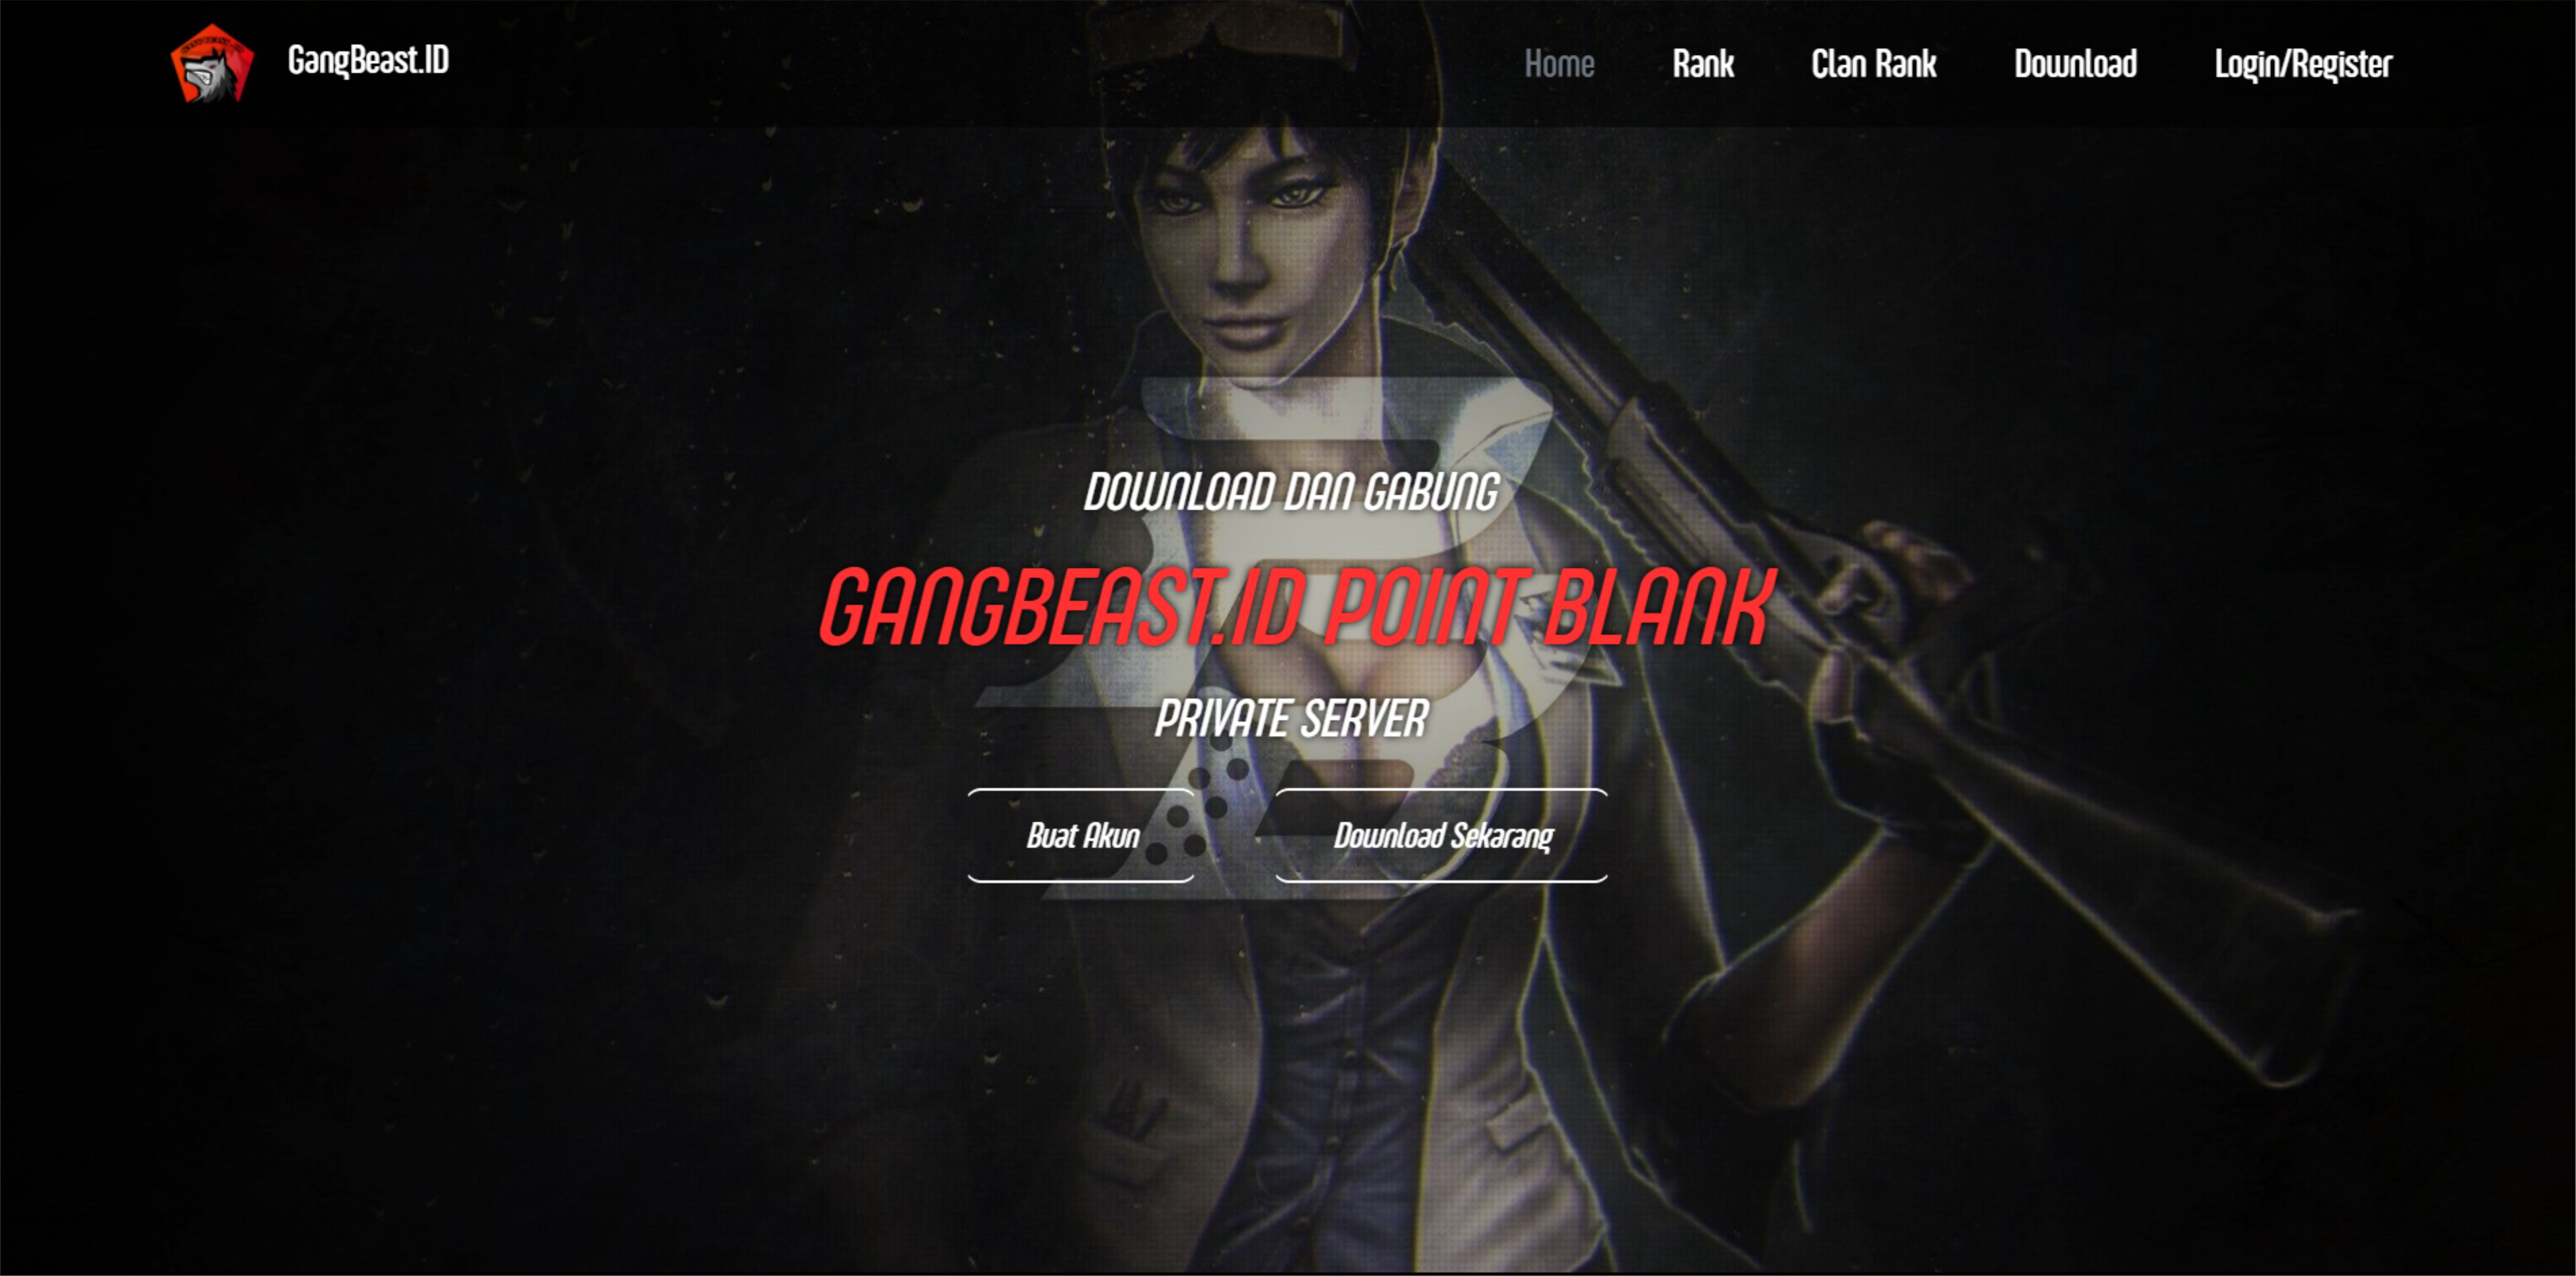 GangBeast.ID
Home
Rank
Clan Rank
Download
Login/Register
DOWNLOAD DAN GABUNG
GANGBEAST.ID POINT BLANK
PRIVATE SERVER
Buat Akun
Download Sekarang